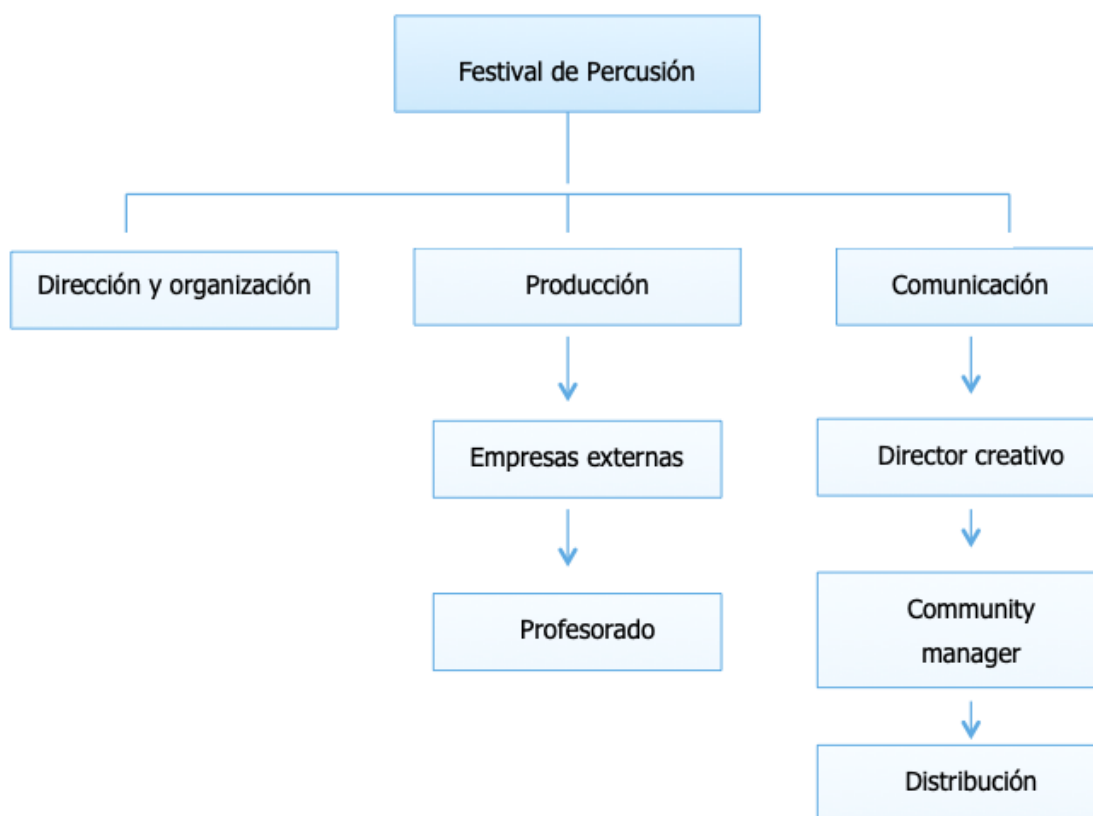 Festival de Percusión
Dirección y organización
Producción
Comunicación
Empresas externas
Director creativo
Profesorado
Community
manager
Distribución